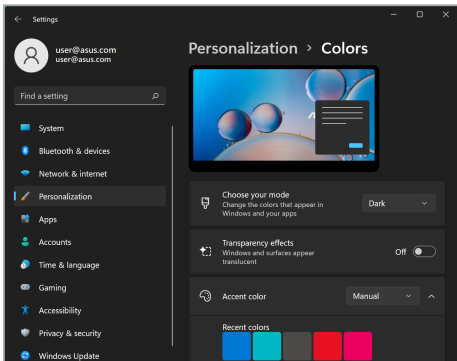 Settings
user@asus.com
user@asus.com
Find a setting
System
Bluetooth & devices
Network & internet
Personalization
Apps
Accounts
Time & language
Gaming
Accessibility
Privacy & security
Windows Update
Personalization > Colors
Choose your mode
Change the colors that appear in
Windows and your apps
Dark
Transparency effects
Windows and surfaces appear
translucent
Off
Accent color
Manual
Recent colors